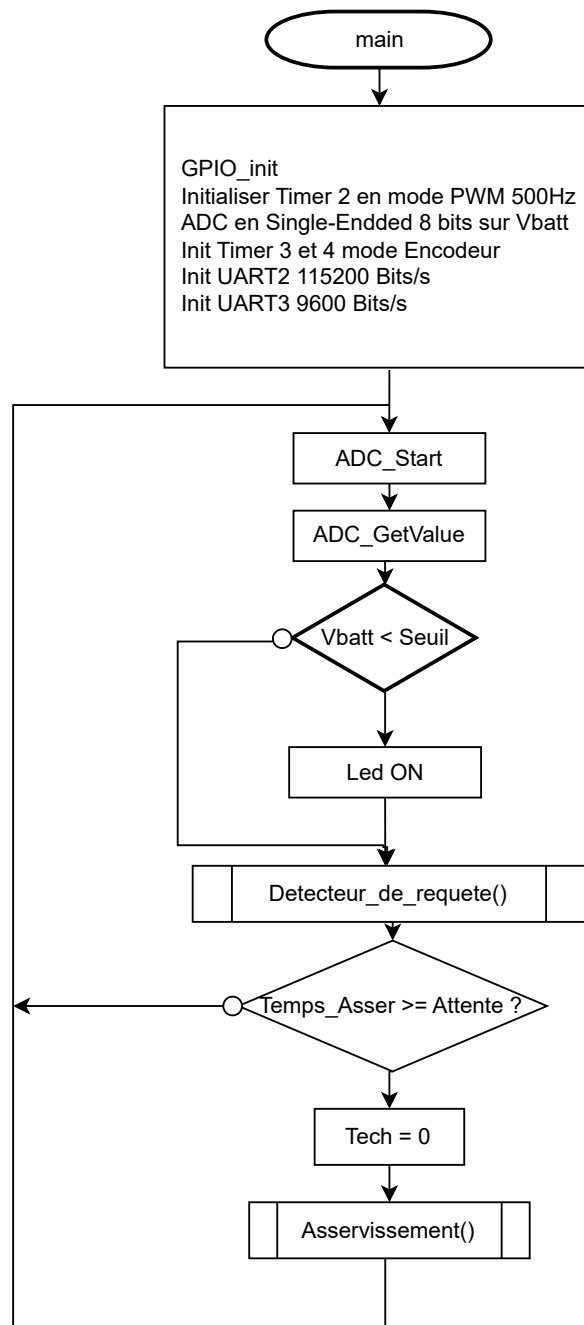 main
GPIO_init
Initialiser Timer 2 en mode PWM 500Hz
ADC en Single-Endded 8 bits sur Vbatt
Init Timer 3 et 4 mode Encodeur
Init UART2 115200 Bits/s
Init UART3 9600 Bits/s
ADC_Start
ADC_GetValue
Vbatt < Seuil
Led ON
Detecteur_de_requete()
Temps_Asser >= Attente ?
Tech = 0
Asservissement()